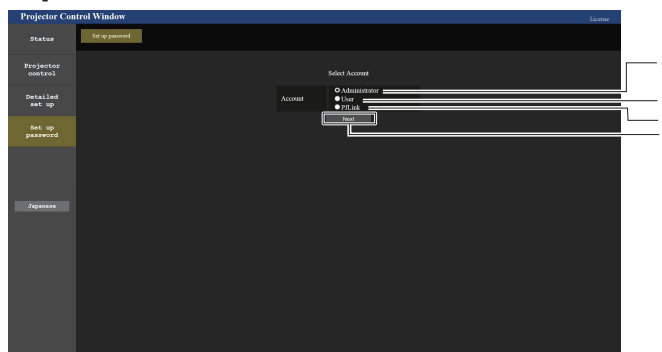 Projector Control Window
License
Status
Set up password
Projector
control
Select Account
Administrator
Account
User
PJLink
Next
Detailed
set up
Set up
password
Japanese